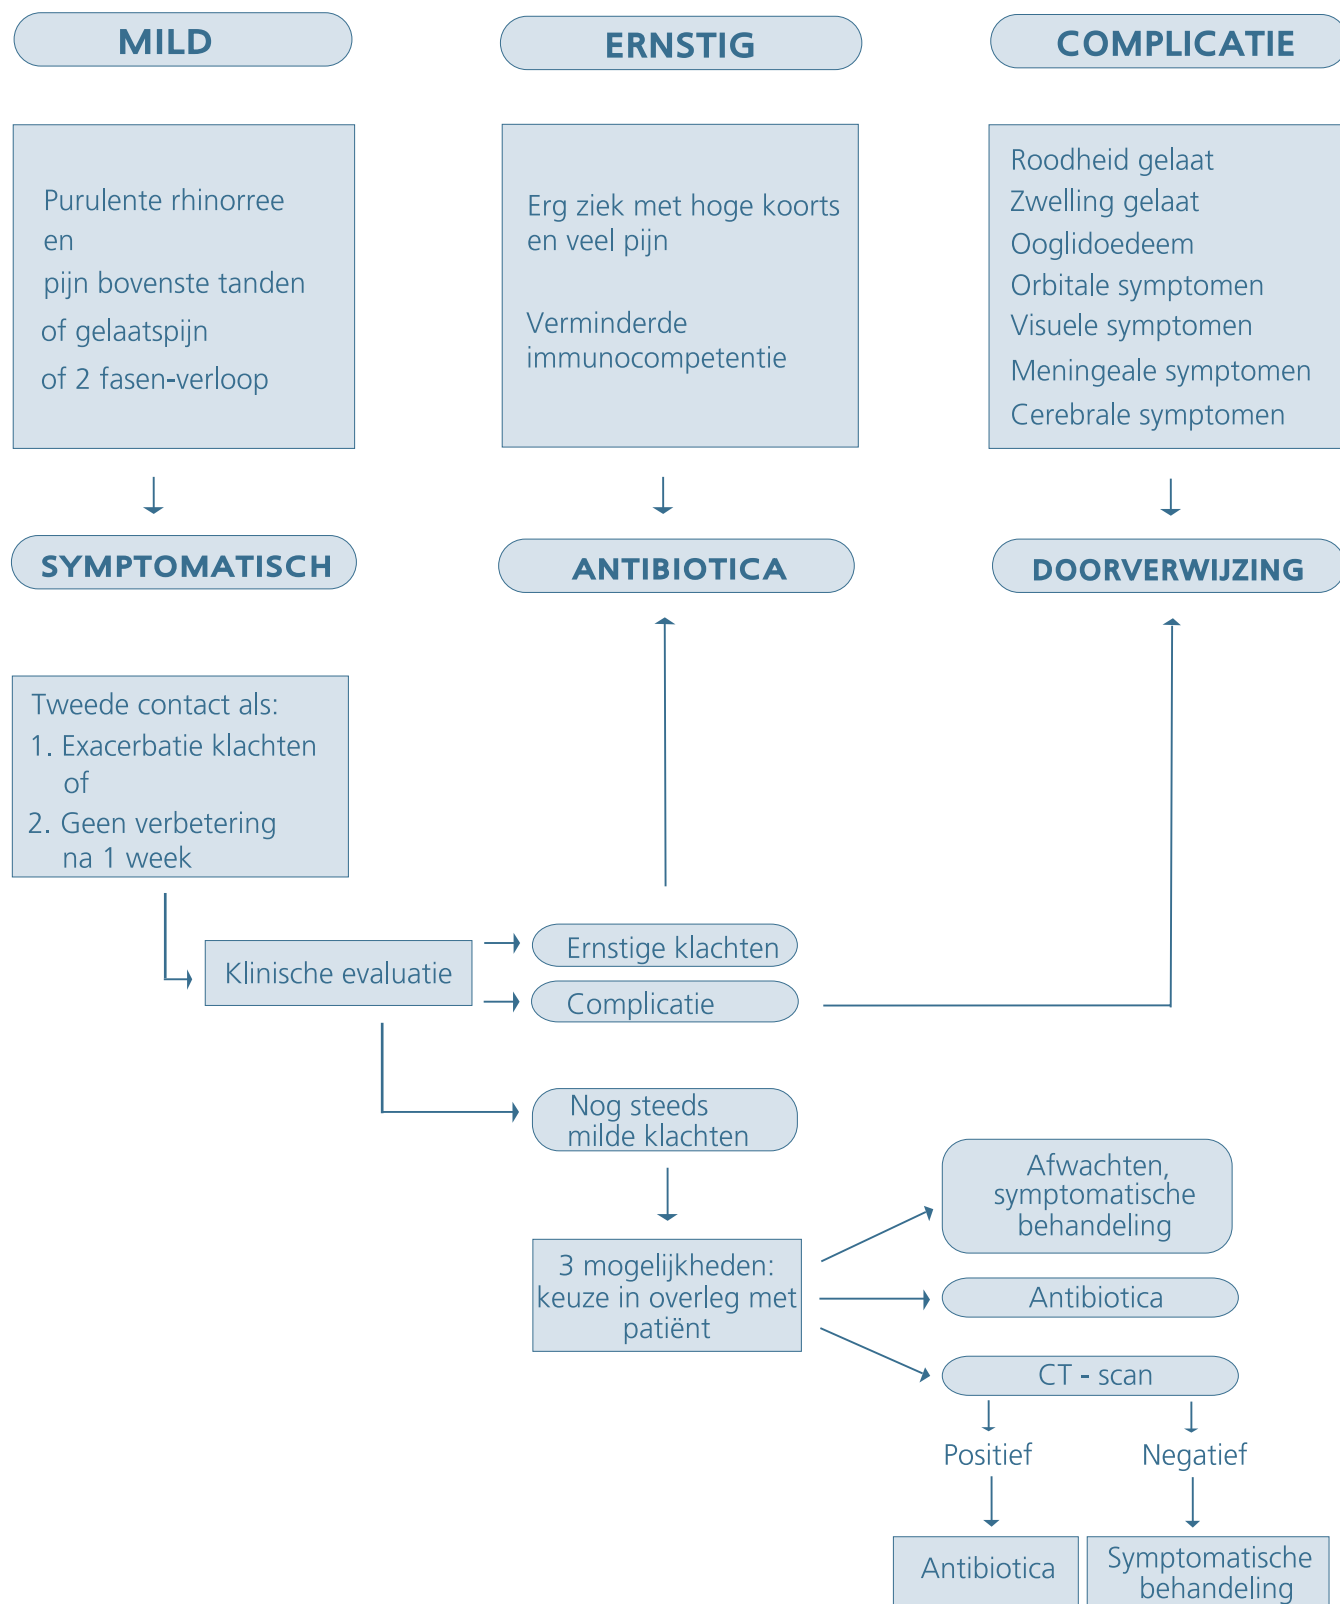 MILD
ERNSTIG
COMPLICATIE
Purulente rhinorree
en
pijn bovenste tanden
of gelaatspijn
of 2 fasen-verloop
Erg ziek met hoge koorts
en veel pijn
Verminderde
immunocompetentie
Roodheid gelaat
Zwelling gelaat
Ooglidoedeem
Orbitale symptomen
Visuele symptomen
Meningeale symptomen
Cerebrale symptomen
SYMPTOMATISCH
ANTIBIOTICA
DOORVERWIJZING
Tweede contact als:
1. Exacerbatie klachten
of
2. Geen verbetering
na 1 week
Klinische evaluatie
Ernstige klachten
Complicatie
Nog steeds
milde klachten
3 mogelijkheden:
keuze in overleg met
patiënt
Afwachten,
symptomatische
behandeling
Antibiotica
CT - scan
Positief
Negatief
Antibiotica
Symptomatische
behandeling